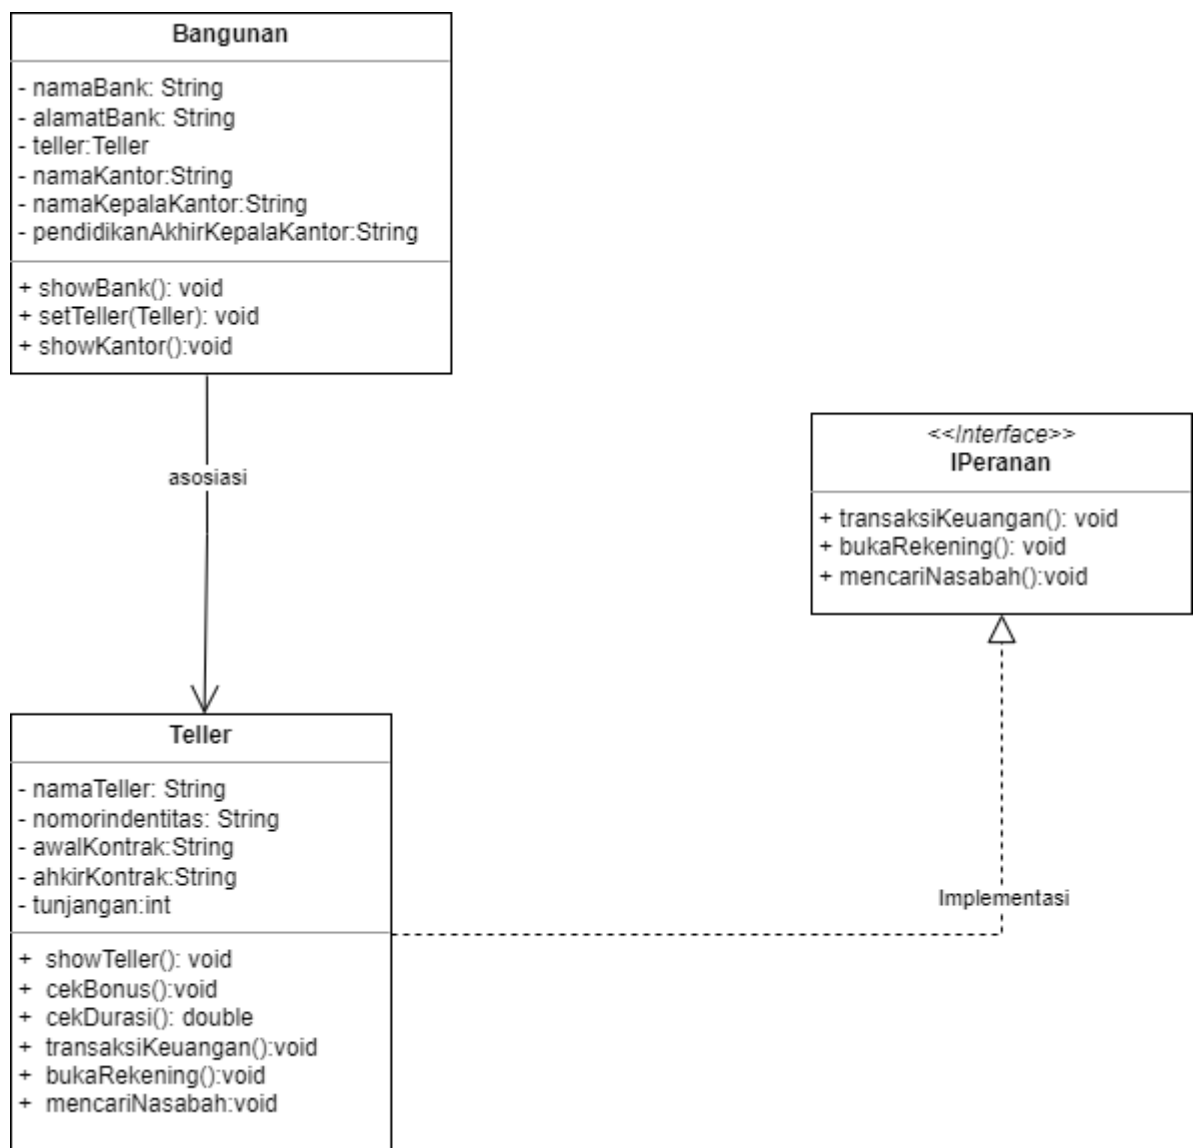 Bangunan
- namaBank: String
- alamatBank: String
- teller:Teller
- namaKantor:String
- namaKepalaKantor:String
- pendidikanAkhirKepalaKantor:String
+ showBank(): void
+ setTeller(Teller): void
+ showKantor():void
asosiasi
<<Interface>>
IPeranan
+ transaksiKeuangan(): void
+ bukaRekening(): void
+ mencariNasabah():void
Teller
- namaTeller: String
- nomorindentitas: String
- awalKontrak:String
- ahkirKontrak:String
- tunjangan:int
+ showTeller(): void
+ cekBonus():void
+ cekDurasi(): double
+ transaksiKeuangan():void
+ bukaRekening():void
+ mencariNasabah:void
Implementasi